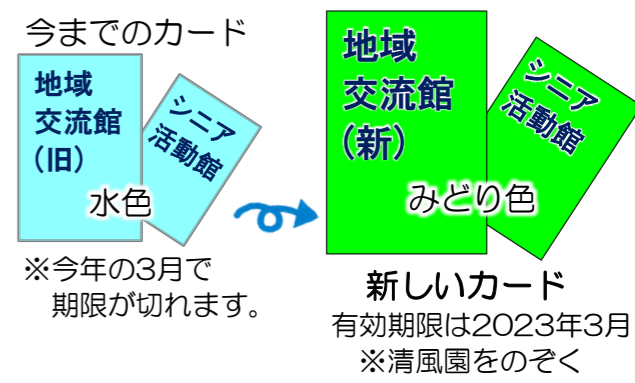 今までのカード
地域
交流館
(旧)
シニア
活動館
水色
※今年の3月で
期限が切れます。
地域
交流館
(新)
シニア
活動館
みどり色
新しいカード
有効期限は2023年3月
※清風園をのぞく